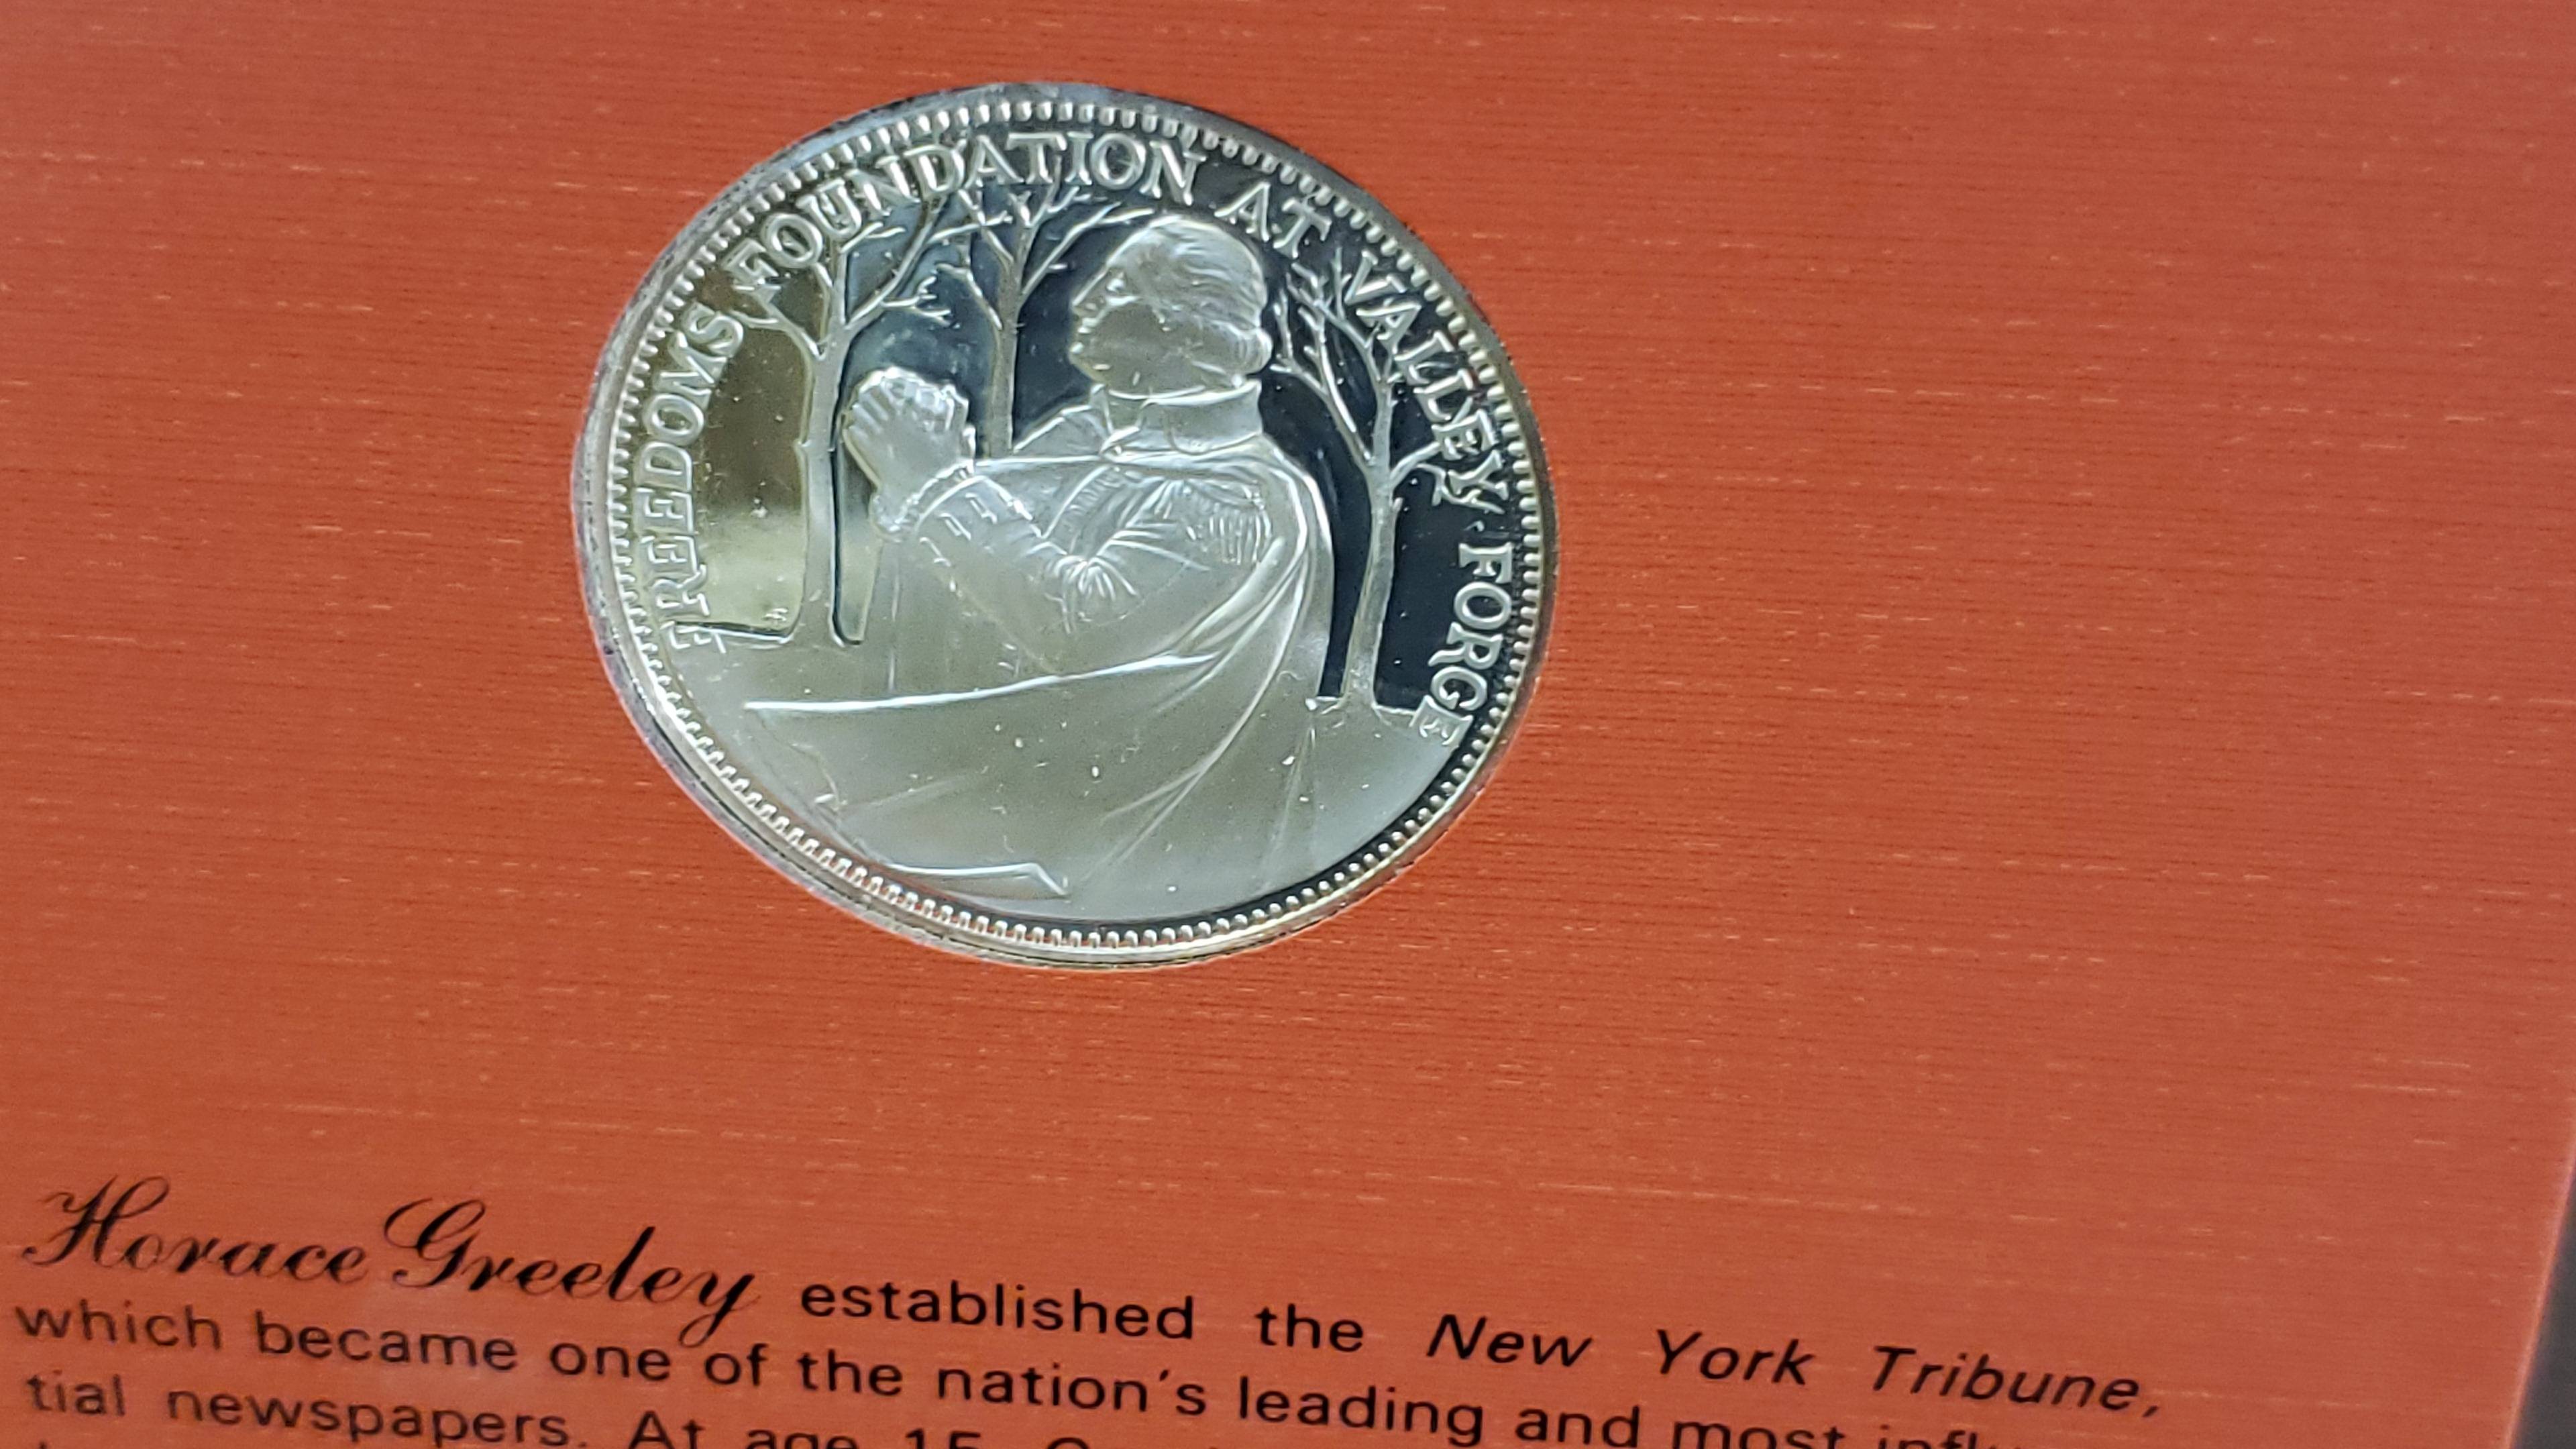 FREEDOMS FOUNDATION AT VALLEY FORGE
Horace Greeley established the New York Tribune,
which became one of the nation's leading and most
tial newspapers. At age 15,